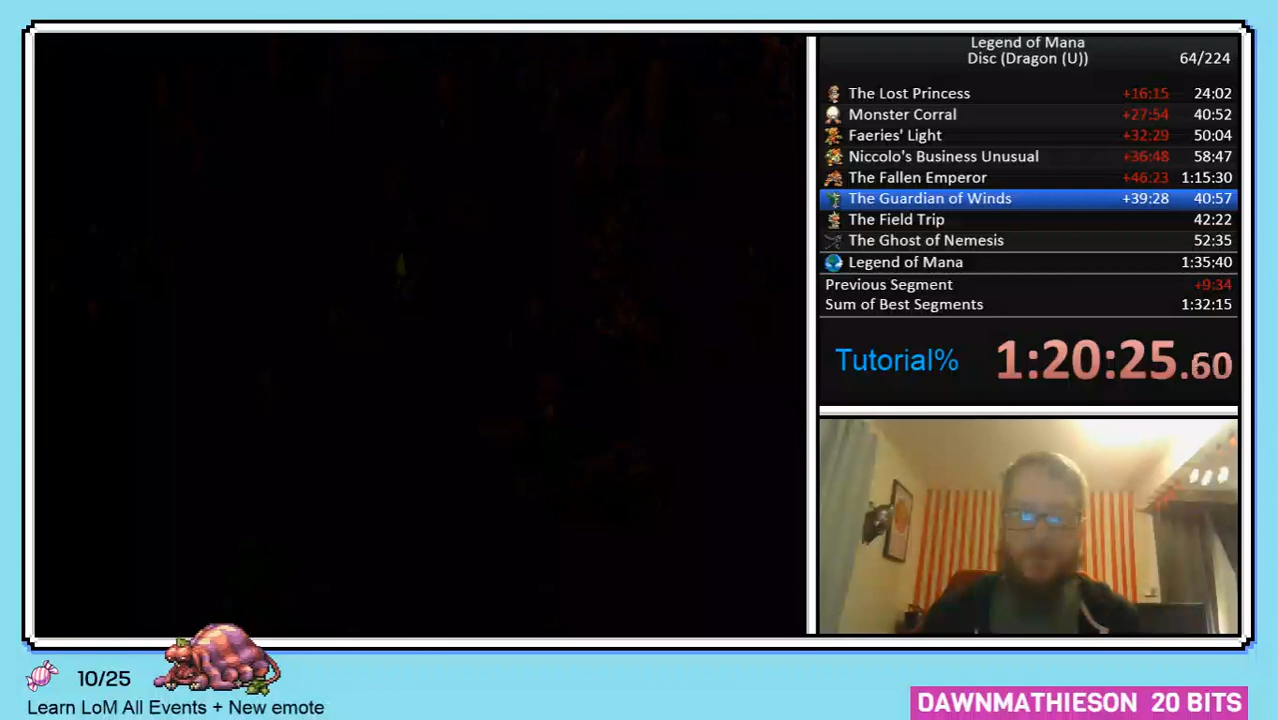 Legend of Mana
Disc (Dragon (U)) 64/224
The Lost Princess +16:15 24:02
Monster Corral +27:54 40:52
Faeries' Light +32:29 50:04
Niccolo's Business Unusual +36:48 58:47
The Fallen Emperor +46:23 1:15:30
The Guardian of Winds +39:28 40:57
The Field Trip 42:22
The Ghost of Nemesis 52:35
Legend of Mana 1:35:40
Previous Segment +9:34
Sum of Best Segments 1:32:15
Tutorial% 1:20:25.60
10/25
Learn LoM All Events + New emote
DAWNMATHIESON 20 BITS